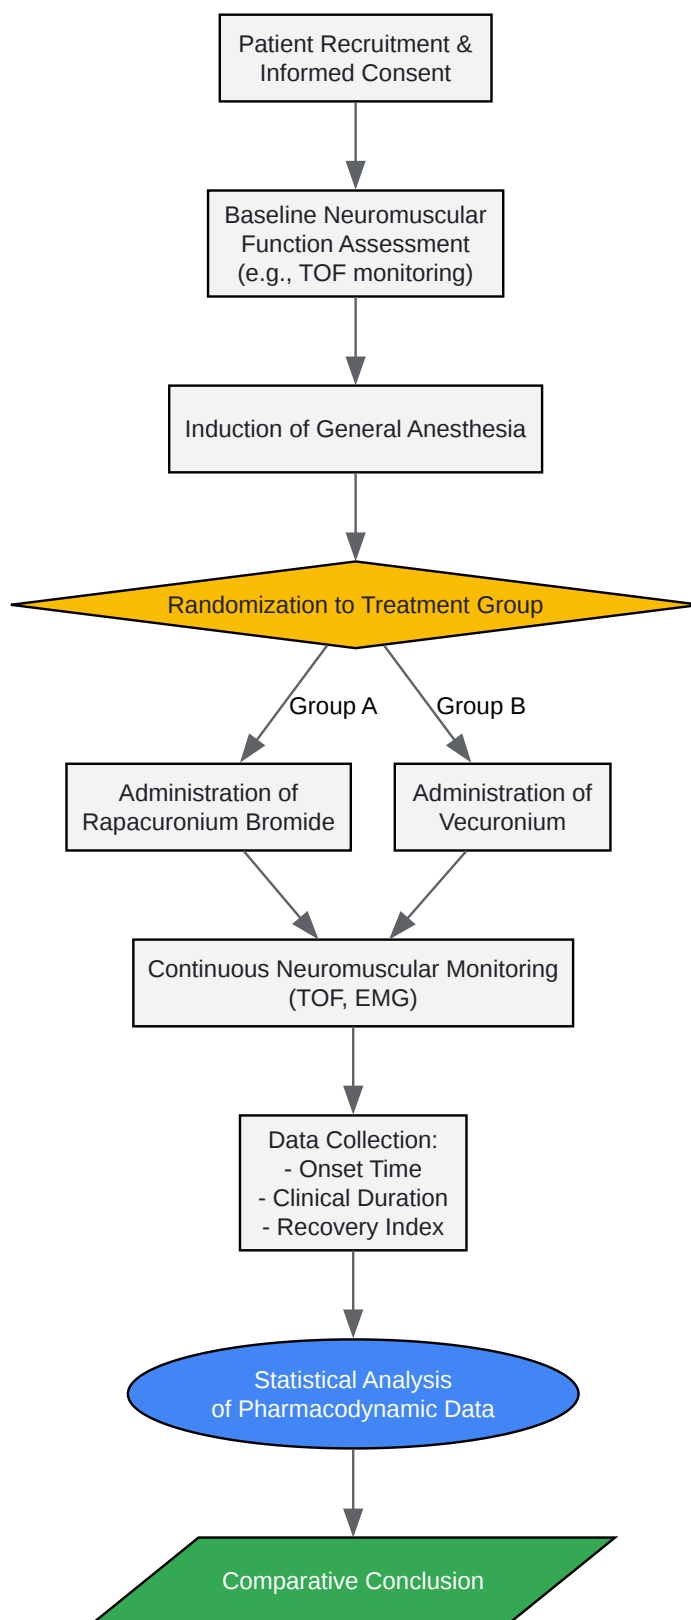 Patient Recruitment &
Informed Consent
Baseline Neuromuscular
Function Assessment
(e.g., TOF monitoring)
Induction of General Anesthesia
Randomization to Treatment Group
Group A
Group B
Administration of
Rapacuronium Bromide
Administration of
Vecuronium
Continuous Neuromuscular Monitoring
(TOF, EMG)
Data Collection:
- Onset Time
- Clinical Duration
- Recovery Index
Statistical Analysis
of Pharmacodynamic Data
Comparative Conclusion